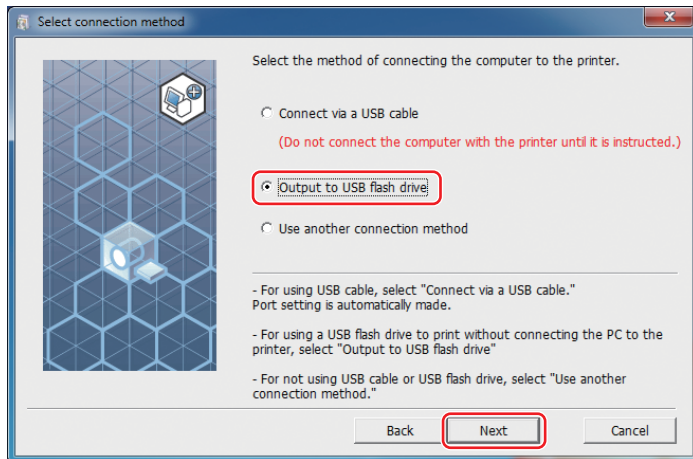 Select connection method
Select the method of connecting the computer to the printer.
Connect via a USB cable
(Do not connect the computer with the printer until it is instructed.)
Output to USB flash drive
Use another connection method
- For using USB cable, select "Connect via a USB cable."
Port setting is automatically made.
- For using a USB flash drive to print without connecting the PC to the
printer, select "Output to USB flash drive"
- For not using USB cable or USB flash drive, select "Use another
connection method."
Back Next Cancel